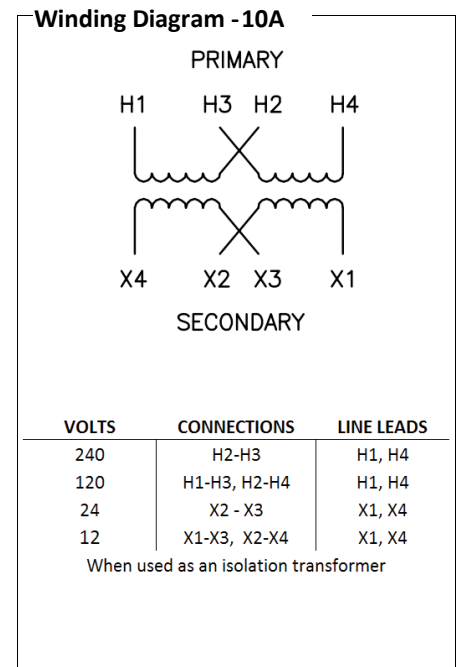 Winding Diagram - 10A
PRIMARY
H1 H3 H2 H4
X4 X2 X3 X1
SECONDARY
VOLTS CONNECTIONS LINE LEADS
240 H2-H3 H1, H4
120 H1-H3, H2-H4 H1, H4
24 X2 - X3 X1, X4
12 X1-X3, X2-X4 X1, X4
When used as an isolation transformer